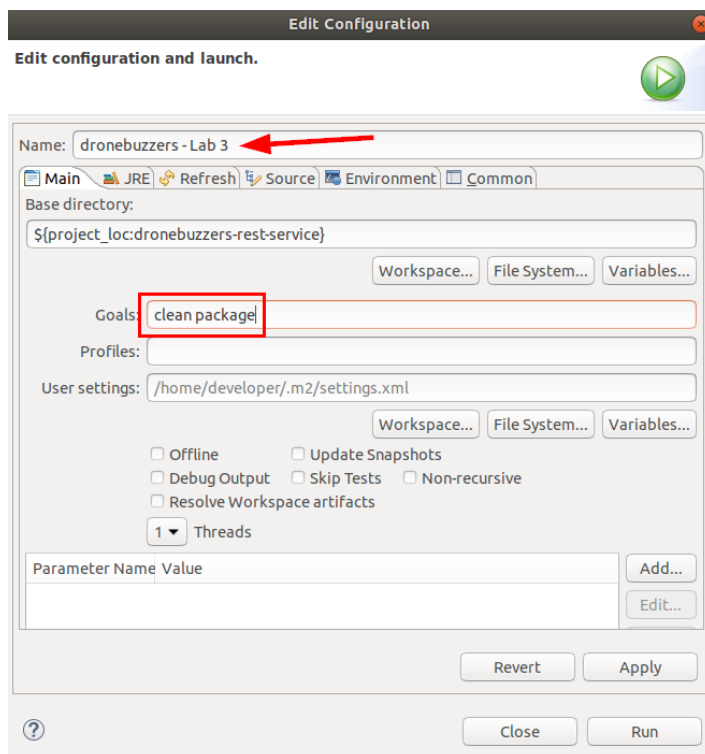 Edit Configuration
Edit configuration and launch.
Name: dronebuzzers - Lab 3
Main JRE Refresh Source Environment Common
Base directory:
${project_loc:dronebuzzers-rest-service}
Workspace... File System... Variables...
Goals: clean package
Profiles:
User settings: /home/developer/.m2/settings.xml
Workspace... File System... Variables...
Offline Update Snapshots
Debug Output Skip Tests Non-recursive
Resolve Workspace artifacts
1 Threads
Parameter Name Value Add...
Edit...
Revert Apply
? Close Run